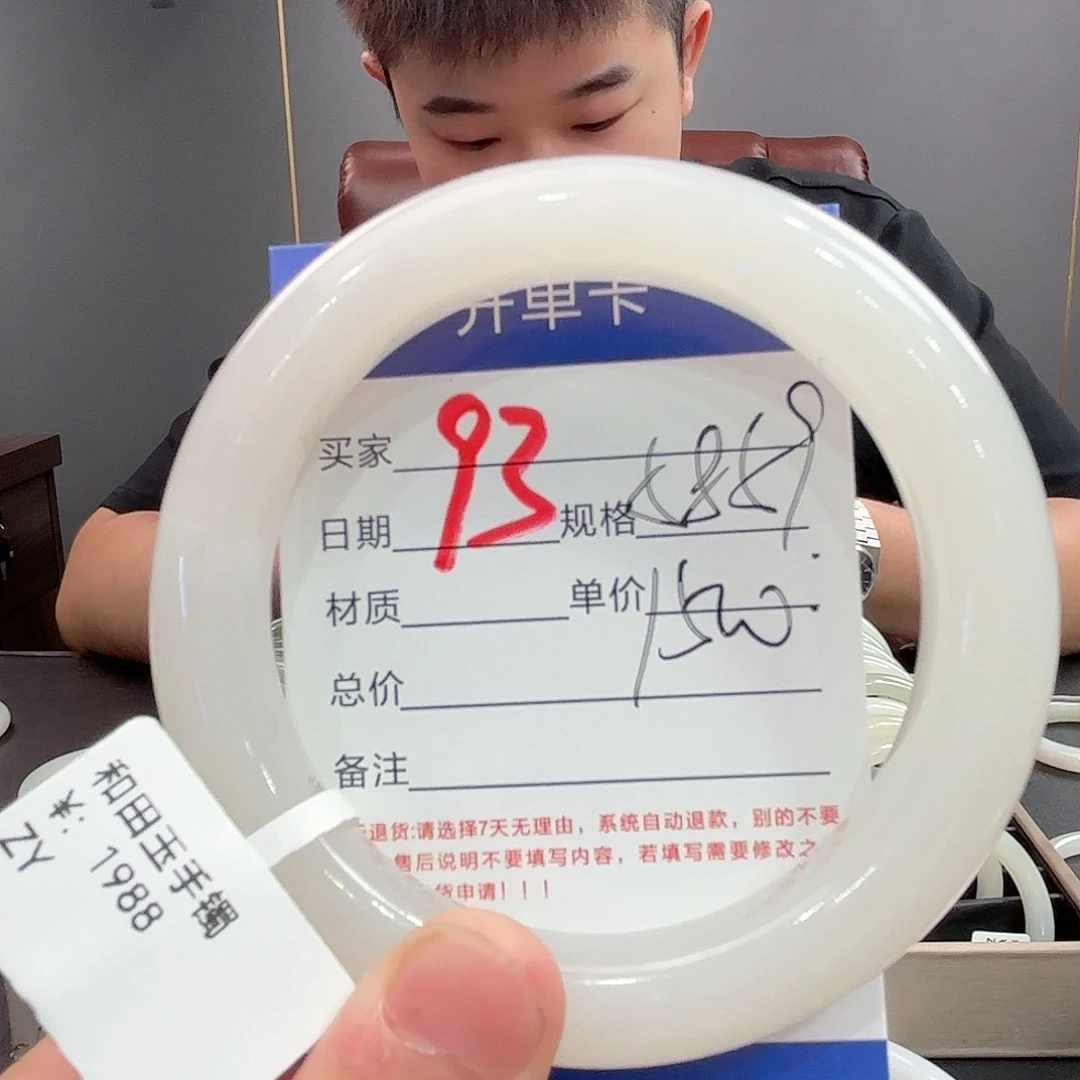 开单卡
买家 93
日期 规格
材质 单价 1500
总价
备注
退货:请选择7天无理由，系统自动退款，别的不要
售后说明不要填写内容，若填写需要修改之
货申请！！！
和田玉手镯
大: 1988
YZ